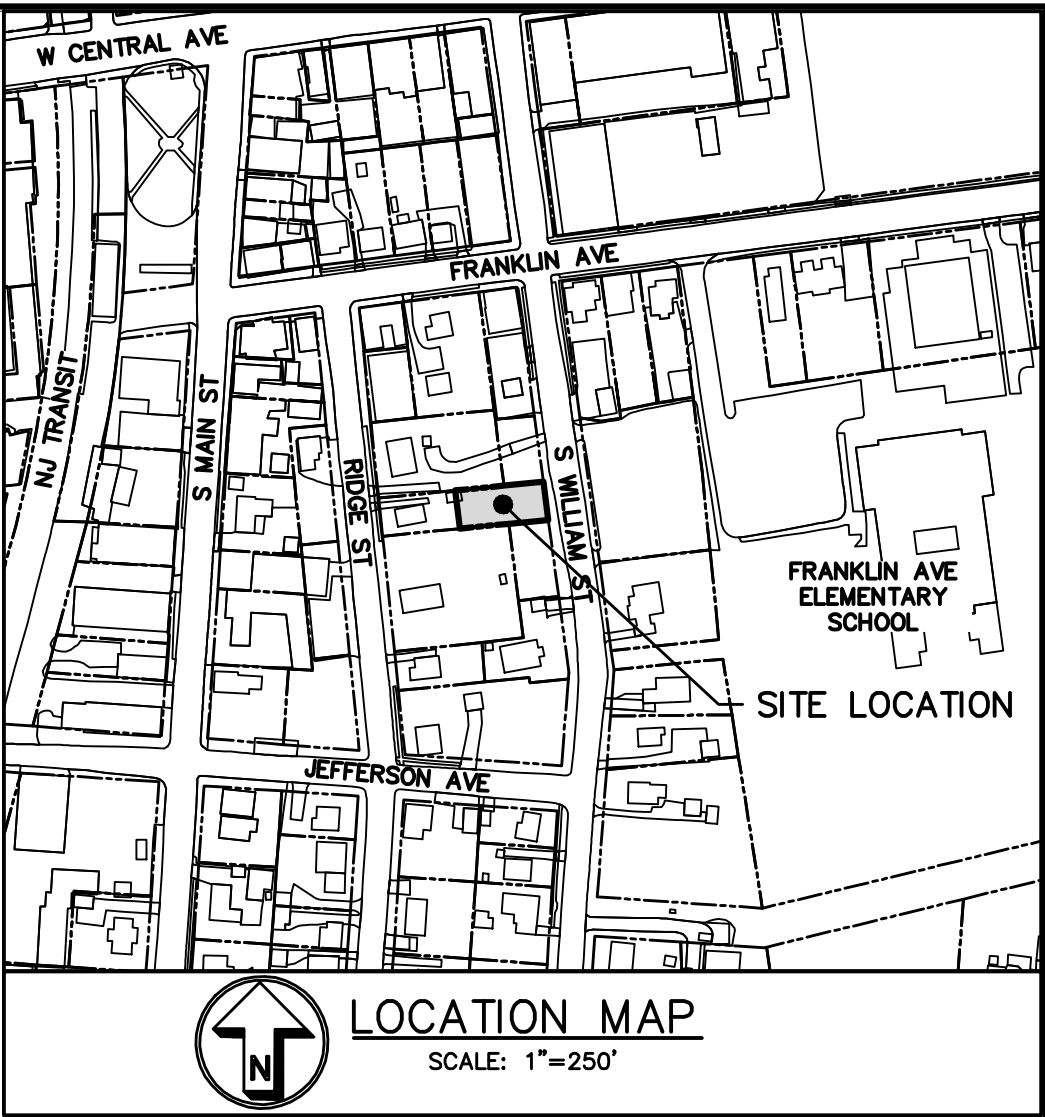 W CENTRAL AVE
FRANKLIN AVE
NJ TRANSIT
S MAIN ST
RIDGE ST
S WILLIAM ST
FRANKLIN AVE
ELEMENTARY
SCHOOL
SITE LOCATION
JEFFERSON AVE
N
LOCATION MAP
SCALE: 1"=250'